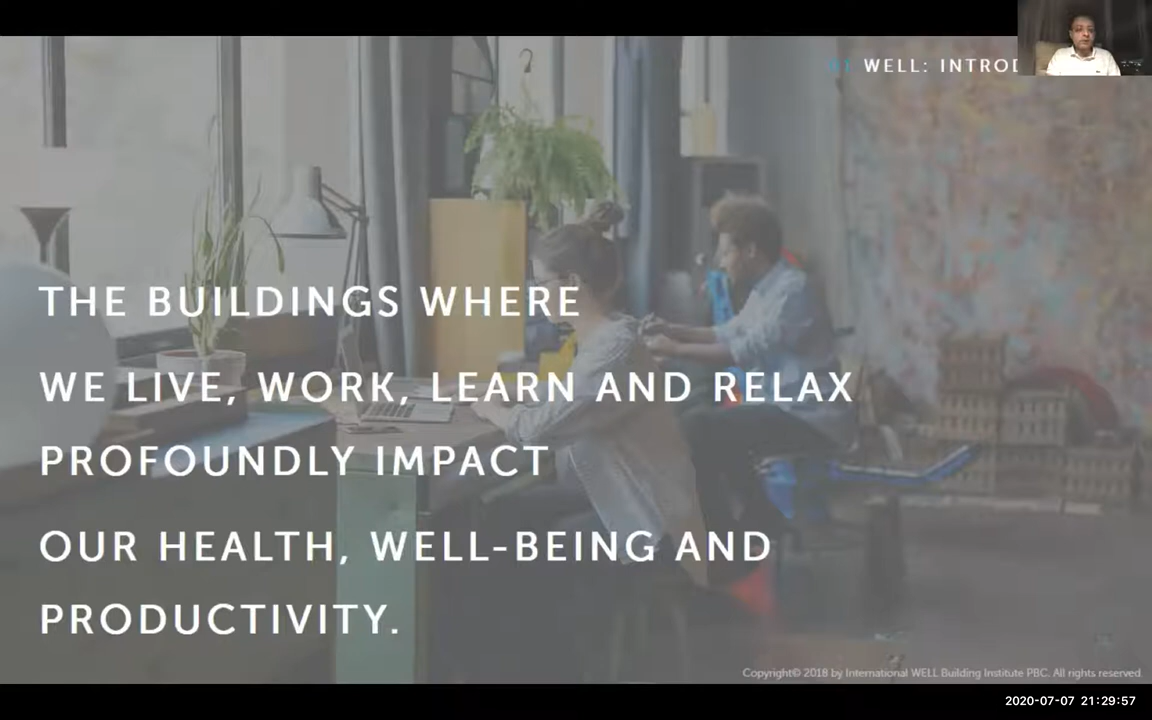 WELL:
THE BUILDINGS WHERE
WE LIVE, WORK, LEARN AND RELAX
PROFOUNDLY IMPACT
OUR HEALTH, WELL-BEING AND
PRODUCTIVITY.
Copyright© 2018 by International WELL Building Institute PBC. All rights reserved.
2020-07-07 21:29:57